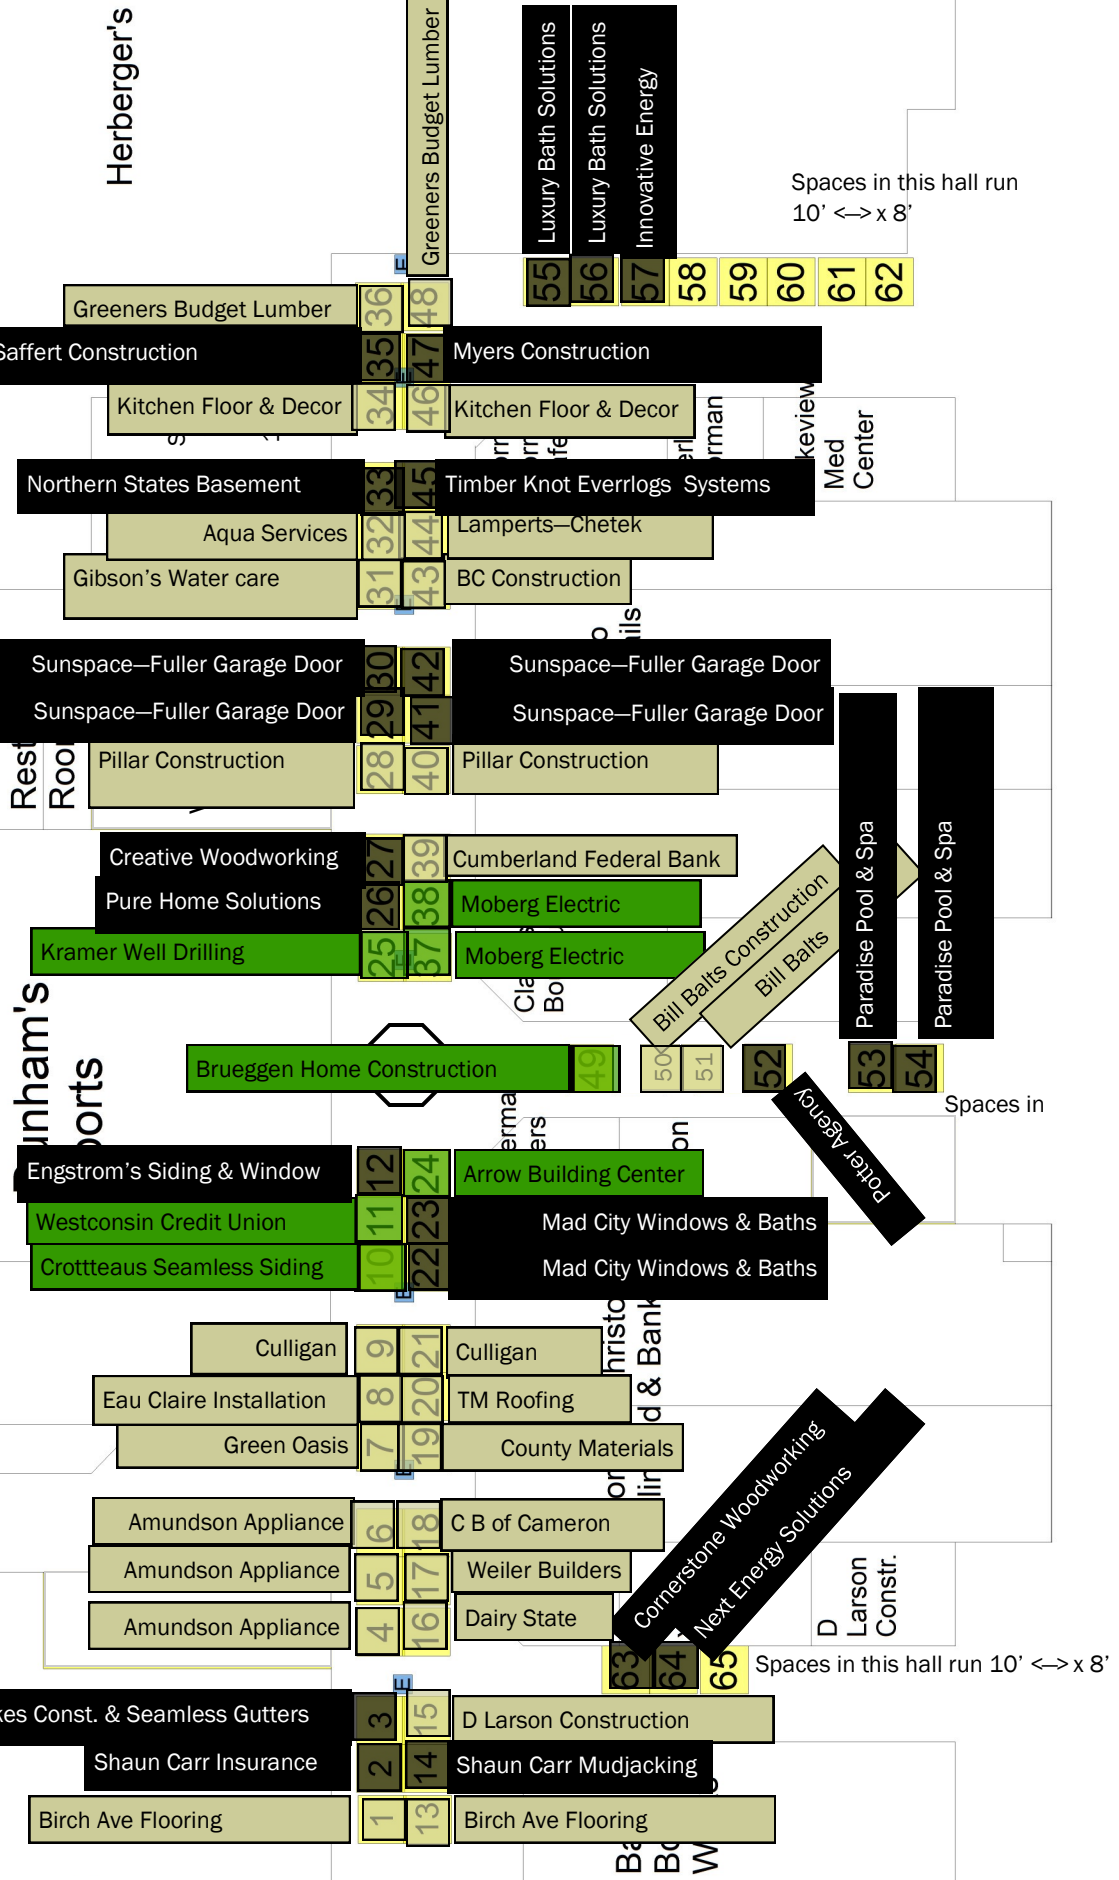 Herberger's
Greeners Budget Lumber
Luxury Bath Solutions
Luxury Bath Solutions
Innovative Energy
Spaces in this hall run
10’ <—> x 8’
E
55
56
57
58
59
60
61
62
Greeners Budget Lumber
36
48
Saffert Construction
35
47
Myers Construction
E
Kitchen Floor & Decor
34
46
Kitchen Floor & Decor
Med
Center
Northern States Basement
33
45
Timber Knot Everrlogs Systems
Aqua Services
32
44
Lamperts—Chetek
Gibson’s Water care
31
43
BC Construction
E
Sunspace—Fuller Garage Door
30
42
Sunspace—Fuller Garage Door
Sunspace—Fuller Garage Door
29
41
Sunspace—Fuller Garage Door
Rest
Room
Pillar Construction
28
40
Pillar Construction
Creative Woodworking
27
39
Cumberland Federal Bank
Pure Home Solutions
26
38
Moberg Electric
Kramer Well Drilling
25
E
37
Moberg Electric
Bill Balts Construction
Bill Balts
Paradise Pool & Spa
Paradise Pool & Spa
Brueggen Home Construction
49
50
51
52
53
54
Spaces in
Potter Agency
Engstrom’s Siding & Window
12
24
Arrow Building Center
Westconsin Credit Union
11
23
Mad City Windows & Baths
Crottteaus Seamless Siding
10
22
Mad City Windows & Baths
E
& Bank
Culligan
9
21
Culligan
Eau Claire Installation
8
20
TM Roofing
Green Oasis
7
19
County Materials
E
Amundson Appliance
6
18
C B of Cameron
Amundson Appliance
5
17
Weiler Builders
Amundson Appliance
4
16
Dairy State
Cornerstone Woodworking
Next Energy Solutions
D
Larson
Constr.
63
64
65
Spaces in this hall run 10’ <—> x 8’
E
kes Const. & Seamless Gutters
3
15
D Larson Construction
Shaun Carr Insurance
2
14
Shaun Carr Mudjacking
Birch Ave Flooring
1
13
Birch Ave Flooring